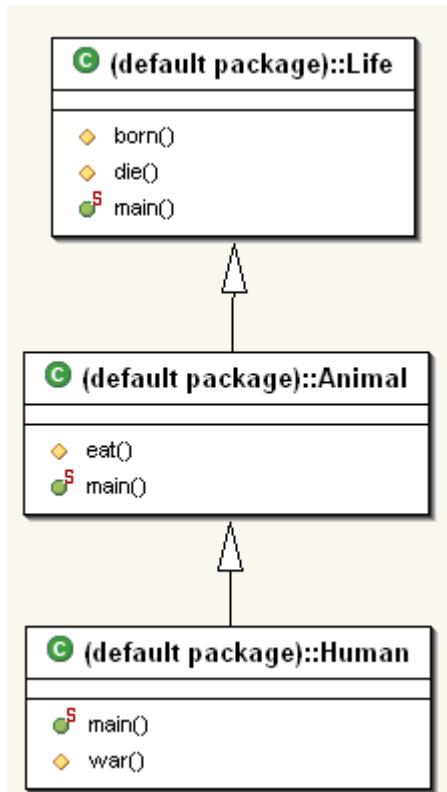 C (default package)::Life
born()
die()
S main()
C (default package)::Animal
eat()
S main()
C (default package)::Human
S main()
war()